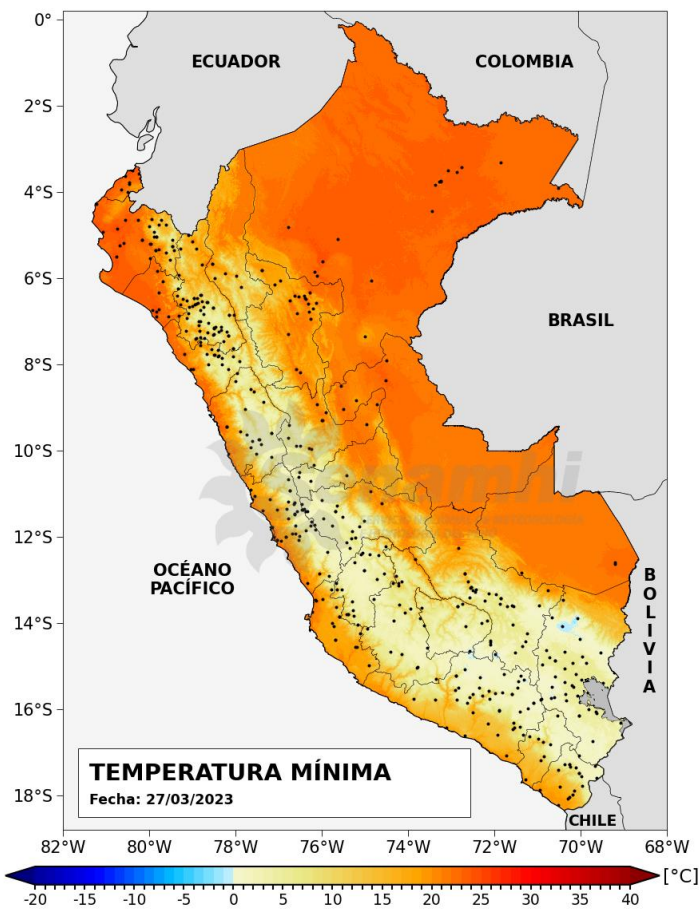 0°
2°S
4°S
6°S
8°S
10°S
12°S
14°S
16°S
18°S
ECUADOR
COLOMBIA
BRASIL
OCÉANO
PACÍFICO
B
O
L
I
V
I
A
CHILE
senamhi
TEMPERATURA MÍNIMA
Fecha: 27/03/2023
82°W 80°W 78°W 76°W 74°W 72°W 70°W 68°W
-20 -15 -10 -5 0 5 10 15 20 25 30 35 40 [°C]